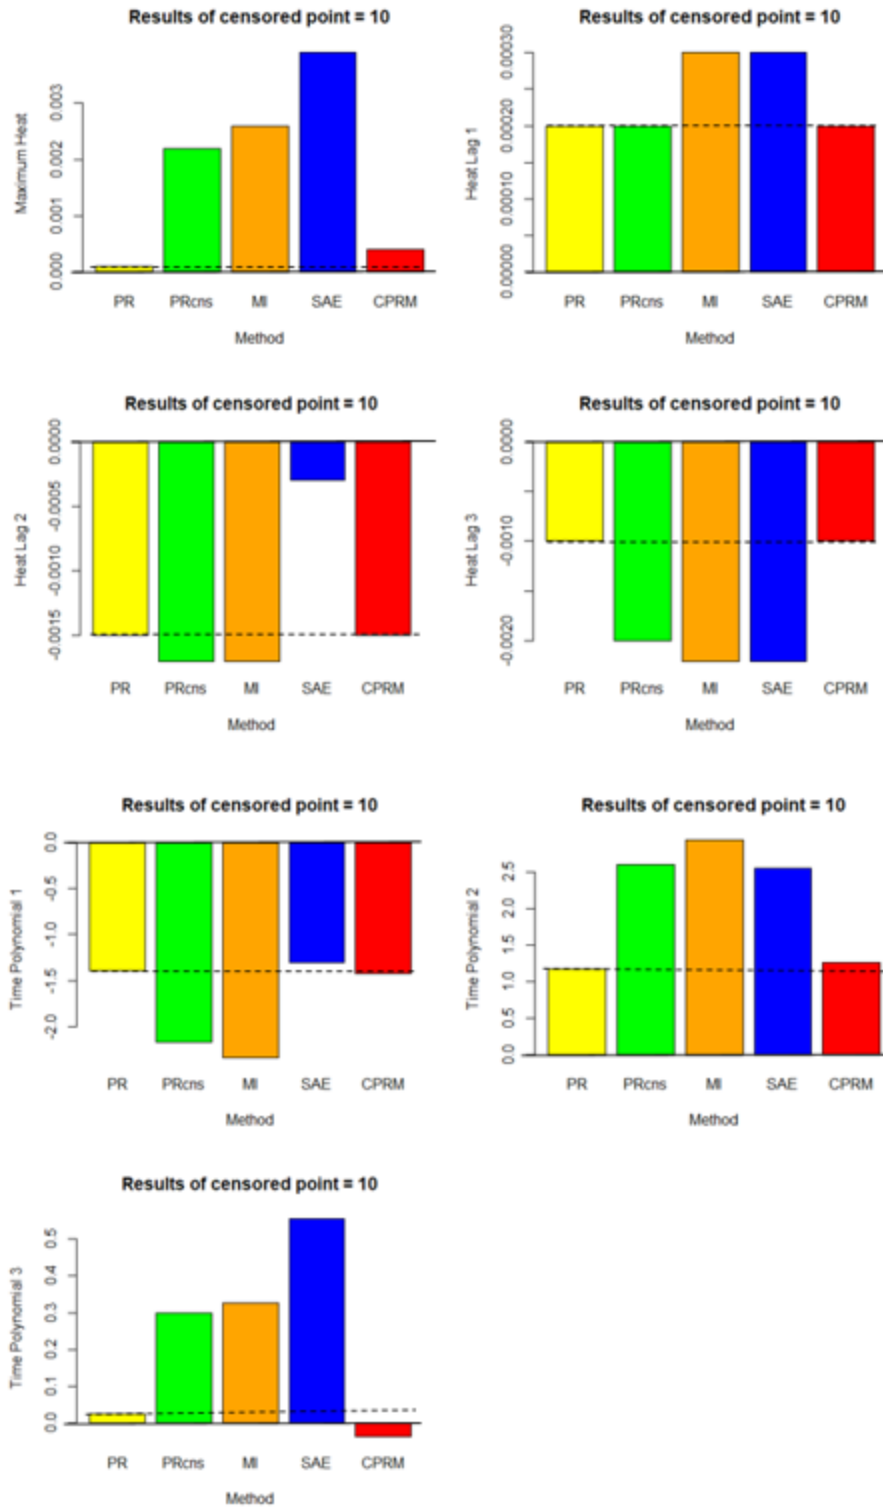 Results of censored point = 10
Maximum Heat
0.003
0.002
0.001
0.000
PR PRcns MI SAE CPRM
Method
Results of censored point = 10
Heat Lag 1
0.00030
0.00020
0.00010
0.00000
PR PRcns MI SAE CPRM
Method
Results of censored point = 10
Heat Lag 2
0.0000
-0.0005
-0.0010
-0.0015
PR PRcns MI SAE CPRM
Method
Results of censored point = 10
Heat Lag 3
0.0000
-0.0010
-0.0020
PR PRcns MI SAE CPRM
Method
Results of censored point = 10
Time Polynomial 1
0.0
-0.5
-1.0
-1.5
-2.0
PR PRcns MI SAE CPRM
Method
Results of censored point = 10
Time Polynomial 2
2.5
2.0
1.5
1.0
0.5
0.0
PR PRcns MI SAE CPRM
Method
Results of censored point = 10
Time Polynomial 3
0.5
0.4
0.3
0.2
0.1
0.0
PR PRcns MI SAE CPRM
Method